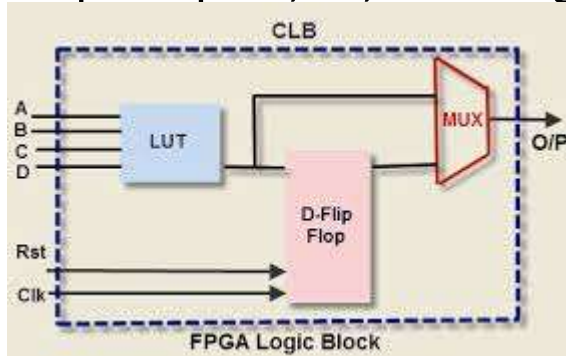 CLB
A
B
C
D
LUT
MUX
O/P
D-Flip
Flop
Rst
Clk
FPGA Logic Block